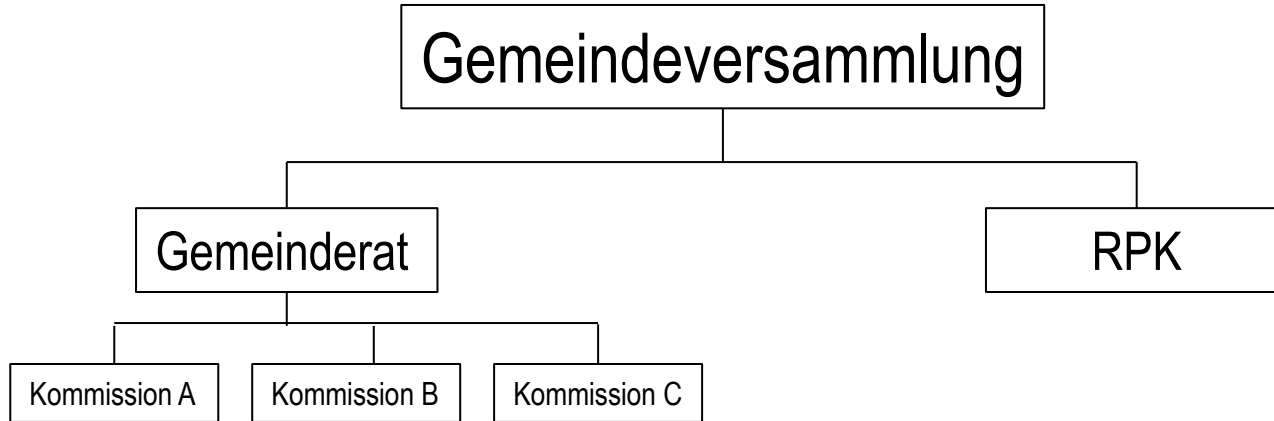 Gemeindeversammlung
Gemeinderat
RPK
Kommission A
Kommission B
Kommission C